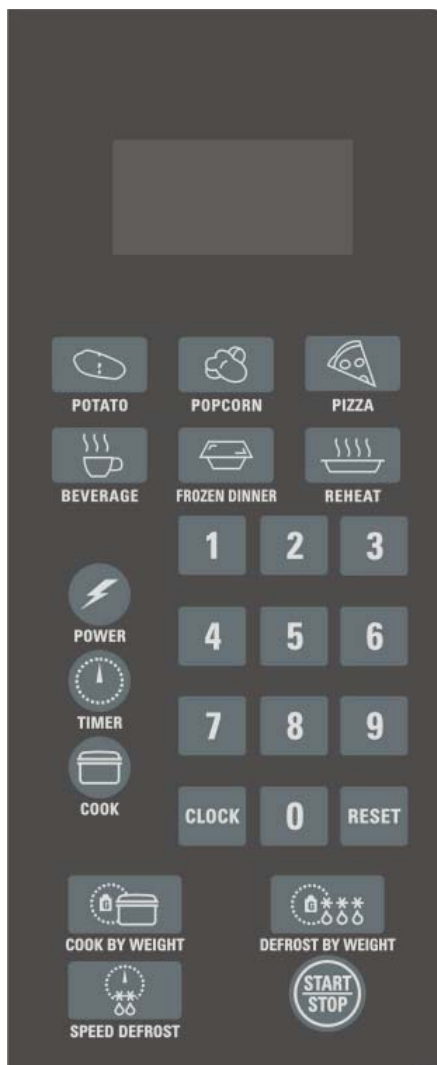 POTATO POPCORN PIZZA
BEVERAGE FROZEN DINNER REHEAT
1 2 3
POWER
4 5 6
TIMER
7 8 9
COOK
CLOCK 0 RESET
COOK BY WEIGHT DEFROST BY WEIGHT
START
STOP
SPEED DEFROST